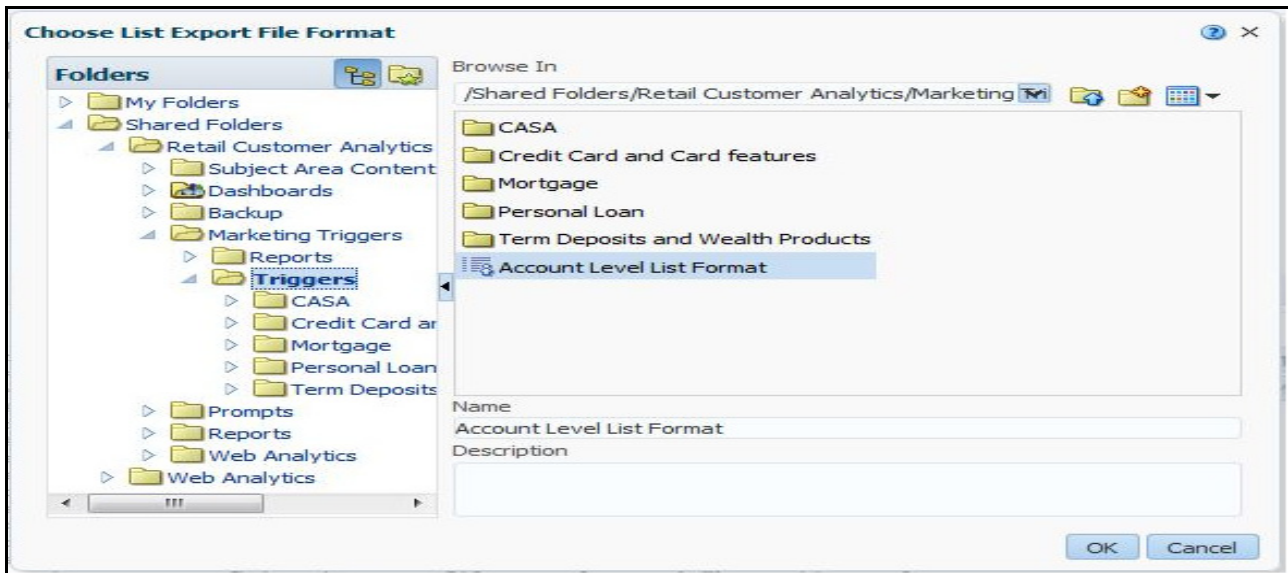 Choose List Export File Format
Folders
My Folders
Shared Folders
Retail Customer Analytics
Subject Area Content
Dashboards
Backup
Marketing Triggers
Reports
Triggers
CASA
Credit Card ar
Mortgage
Personal Loan
Term Deposits
Prompts
Reports
Web Analytics
Web Analytics
Browse In
/Shared Folders/Retail Customer Analytics/Marketing
CASA
Credit Card and Card features
Mortgage
Personal Loan
Term Deposits and Wealth Products
Account Level List Format
Name
Account Level List Format
Description
OK
Cancel